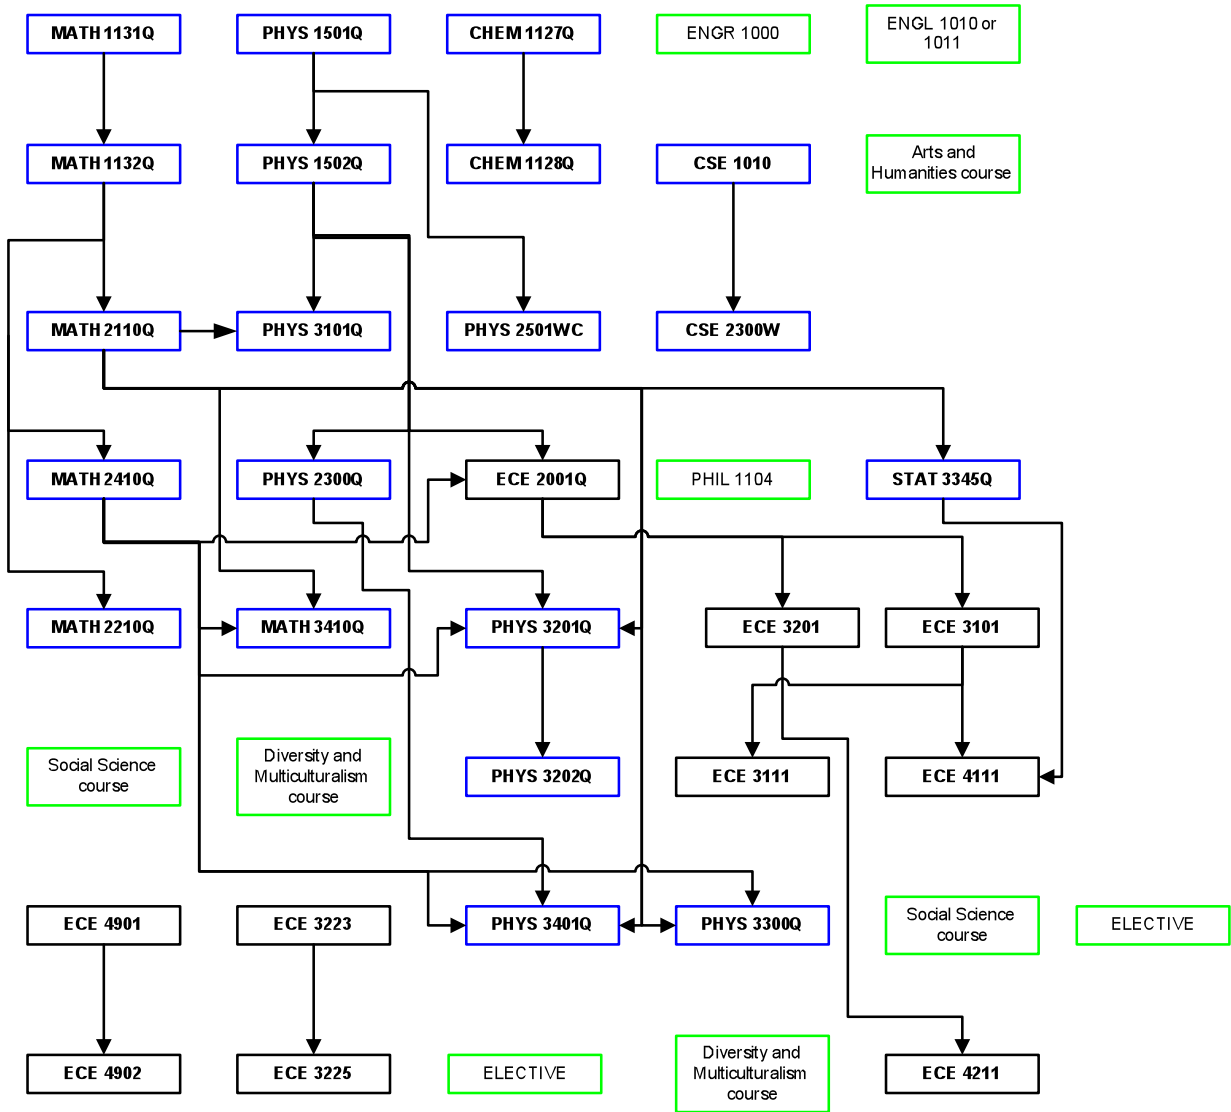 MATH 1131Q
PHYS 1501Q
CHEM 1127Q
ENGR 1000
ENGL 1010 or
1011
MATH 1132Q
PHYS 1502Q
CHEM 1128Q
CSE 1010
Arts and
Humanities course
MATH 2110Q
PHYS 3101Q
PHYS 2501WC
CSE 2300W
MATH 2410Q
PHYS 2300Q
ECE 2001Q
PHIL 1104
STAT 3345Q
MATH 2210Q
MATH 3410Q
PHYS 3201Q
ECE 3201
ECE 3101
Social Science
course
Diversity and
Multiculturalism
course
PHYS 3202Q
ECE 3111
ECE 4111
ECE 4901
ECE 3223
PHYS 3401Q
PHYS 3300Q
Social Science
course
ELECTIVE
ECE 4902
ECE 3225
ELECTIVE
Diversity and
Multiculturalism
course
ECE 4211